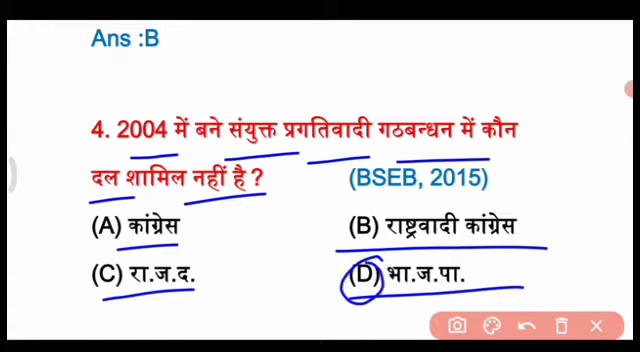 Ans :B
4. 2004 में बने संयुक्त प्रगतिवादी गठबन्धन में कौन
दल शामिल नहीं है ? (BSEB, 2015)
(A) कांग्रेस (B) राष्ट्रवादी कांग्रेस
(C) रा.ज.द. (D) भा.ज.पा.